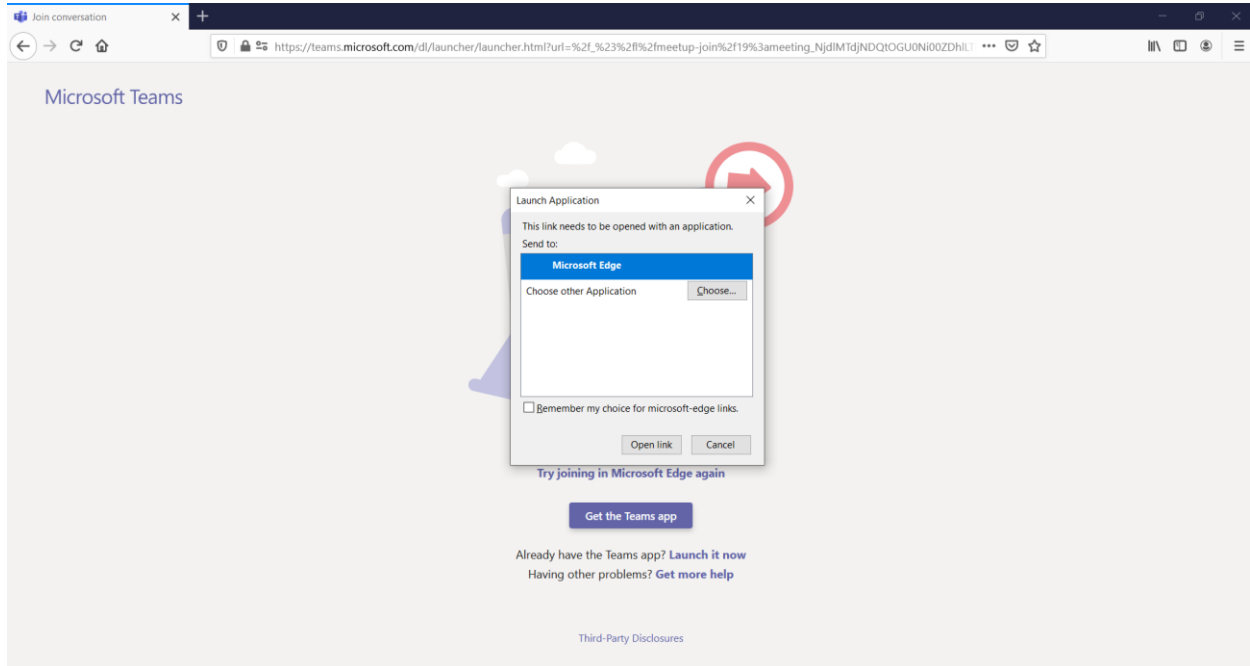 Join conversation
https://teams.microsoft.com/dl/launcher/launcher.html?url=%2f_%23%2fl%2fmeetup-join%2f19%3ameeting_NjdlMTdjNDQtOGU0Ni00ZDhlLT
Microsoft Teams
Launch Application
This link needs to be opened with an application.
Send to:
Microsoft Edge
Choose other Application
Choose...
Remember my choice for microsoft-edge links.
Open link Cancel
Try joining in Microsoft Edge again
Get the Teams app
Already have the Teams app? Launch it now
Having other problems? Get more help
Third-Party Disclosures